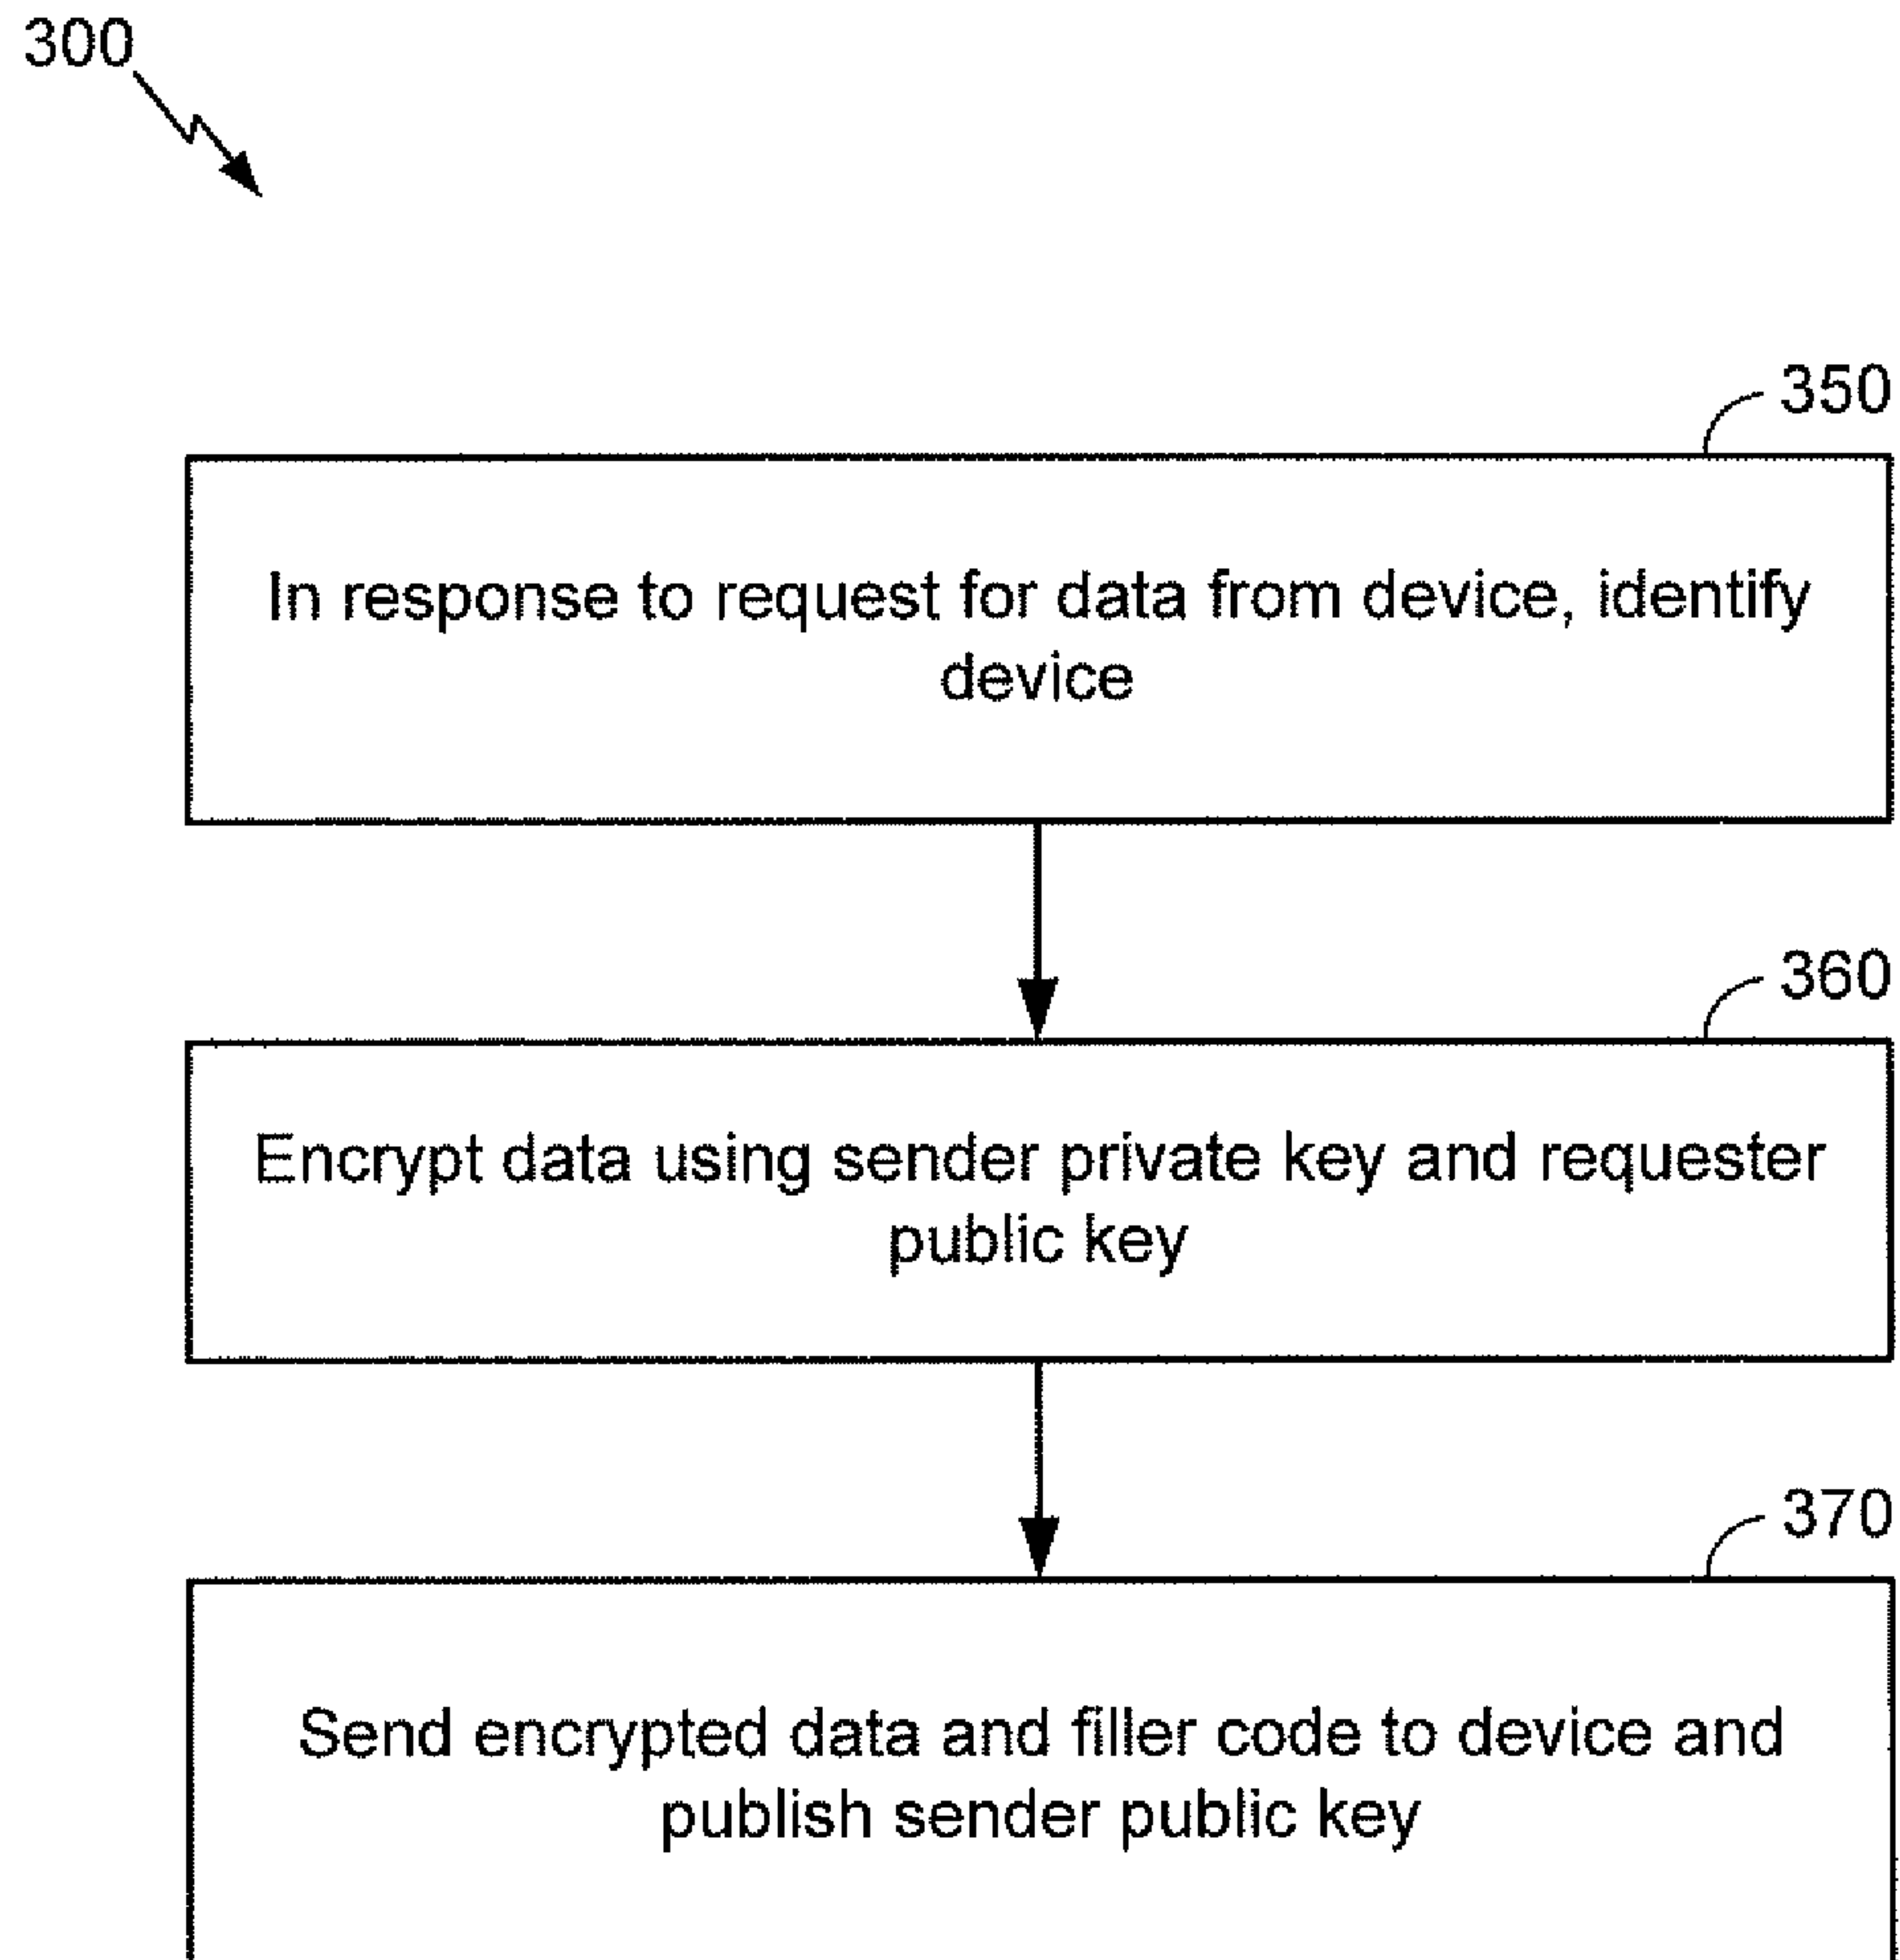 300
350
In response to request for data from device, identify
device
360
Encrypt data using sender private key and requester
public key
370
Send encrypted data and filler code to device and
publish sender public key